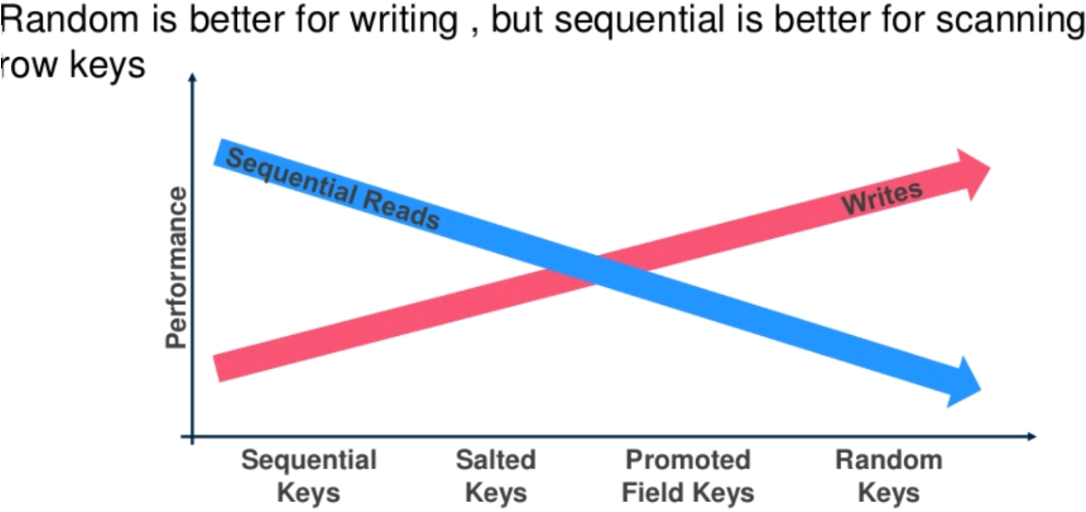 Random is better for writing , but sequential is better for scanning
row keys
Sequential Reads
Writes
Performance
Sequential
Keys
Salted
Keys
Promoted
Field Keys
Random
Keys